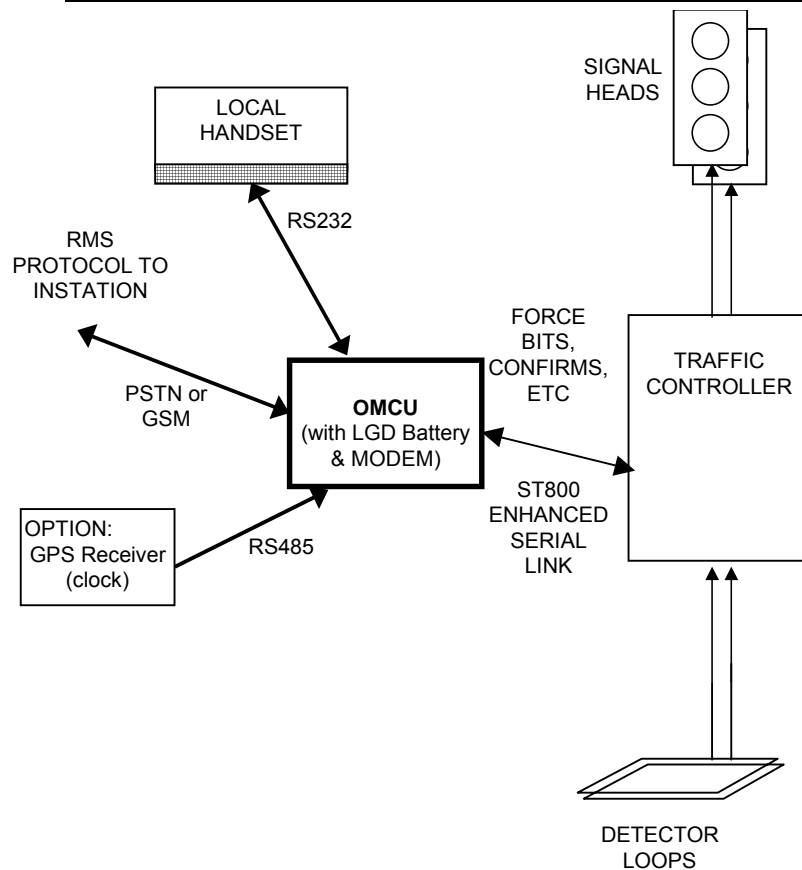 SIGNAL
HEADS
LOCAL
HANDSET
RS232
RMS
PROTOCOL TO
INSTATION
PSTN or
GSM
FORCE
BITS,
CONFIRMS,
ETC
TRAFFIC
CONTROLLER
OMCU
(with LGD Battery
& MODEM)
ST800
ENHANCED
SERIAL
LINK
OPTION:
GPS Receiver
(clock)
RS485
DETECTOR
LOOPS